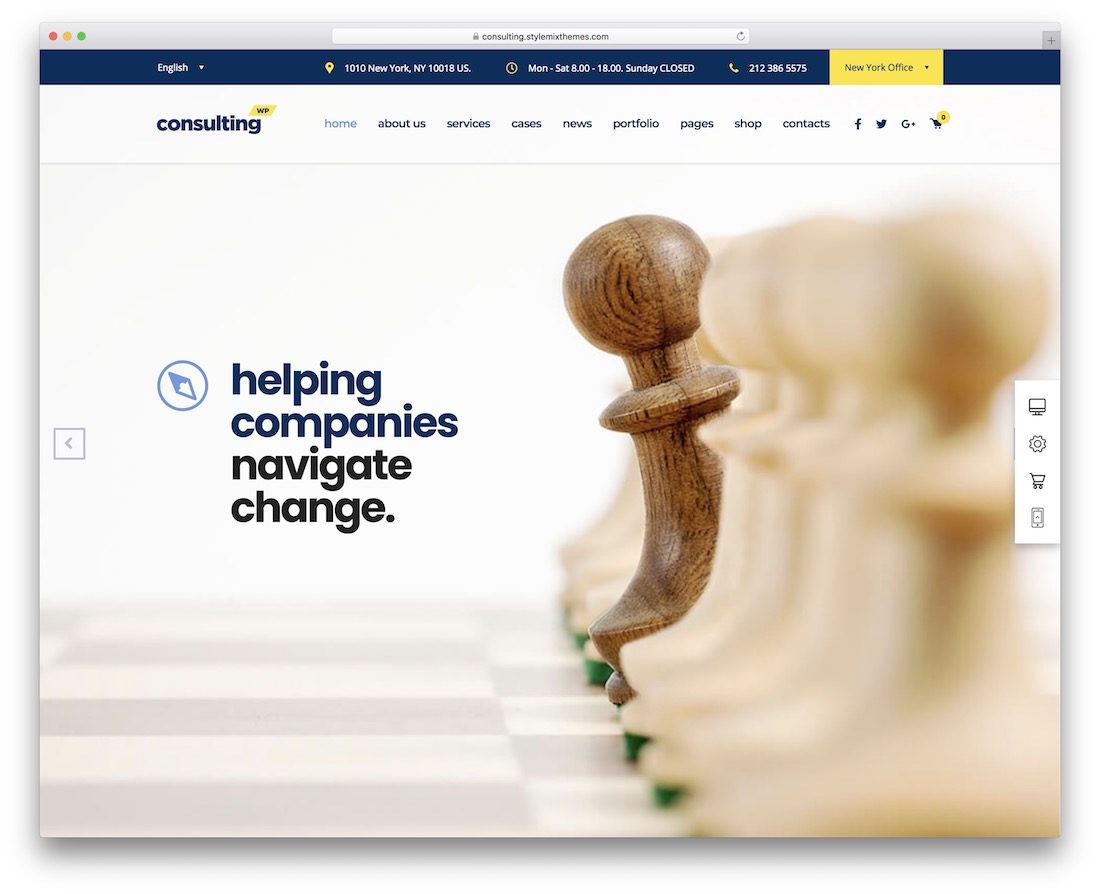 consulting.stylemixthemes.com
English
1010 New York, NY 10018 US.
Mon - Sat 8.00 - 18.00. Sunday CLOSED
212 386 5575
New York Office
consulting WP
home
about us
services
cases
news
portfolio
pages
shop
contacts
G+
0
helping
companies
navigate
change.